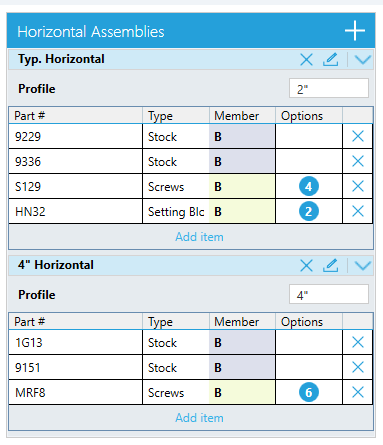 Horizontal Assemblies
Typ. Horizontal
Profile 2"
Part # Type Member Options
9229 Stock B
9336 Stock B
S129 Screws B 4
HN32 Setting Blc B 2
Add item
4" Horizontal
Profile 4"
Part # Type Member Options
1G13 Stock B
9151 Stock B
MRF8 Screws B 6
Add item